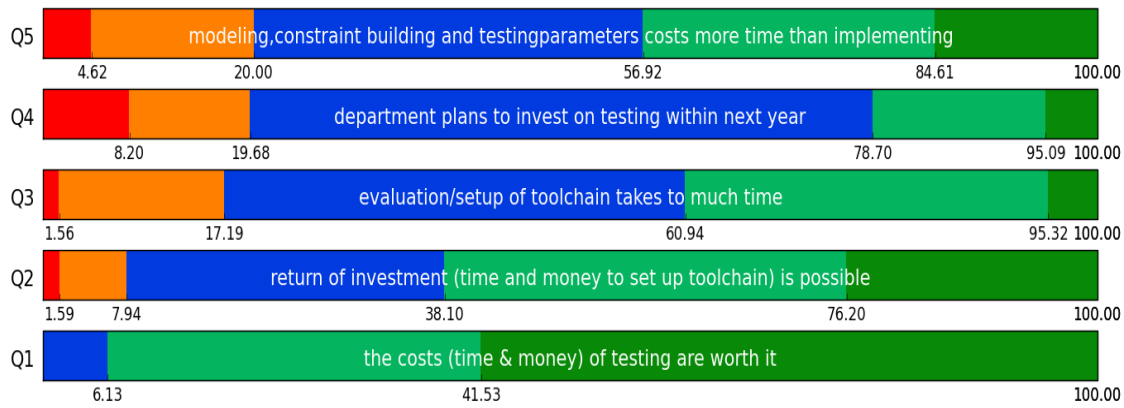 Q5 modeling,constraint building and testingparameters costs more time than implementing
4.62 20.00 56.92 84.61 100.00
Q4 department plans to invest on testing within next year
8.20 19.68 78.70 95.09 100.00
Q3 evaluation/setup of toolchain takes to much time
1.56 17.19 60.94 95.32 100.00
Q2 return of investment (time and money to set up toolchain) is possible
1.59 7.94 38.10 76.20 100.00
Q1 the costs (time & money) of testing are worth it
6.13 41.53 100.00